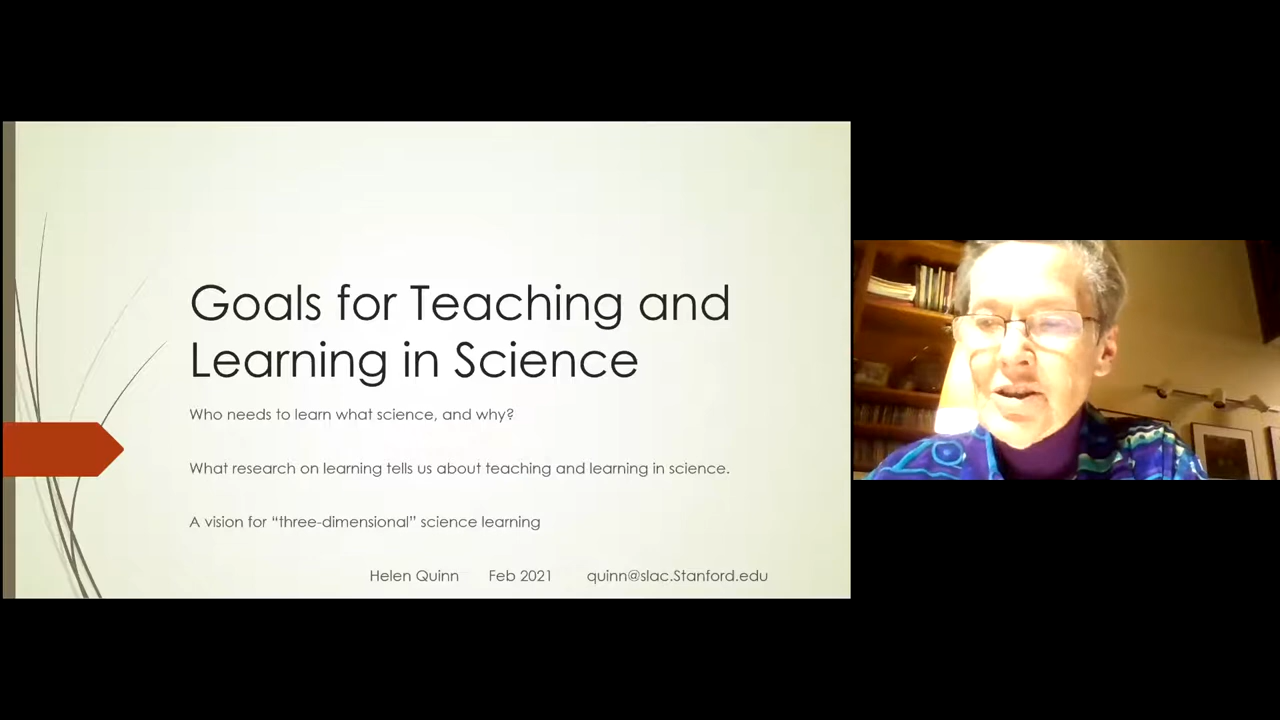 Goals for Teaching and
Learning in Science
Who needs to learn what science, and why?
What research on learning tells us about teaching and learning in science.
A vision for “three-dimensional” science learning
Helen Quinn Feb 2021 quinn@slac.Stanford.edu